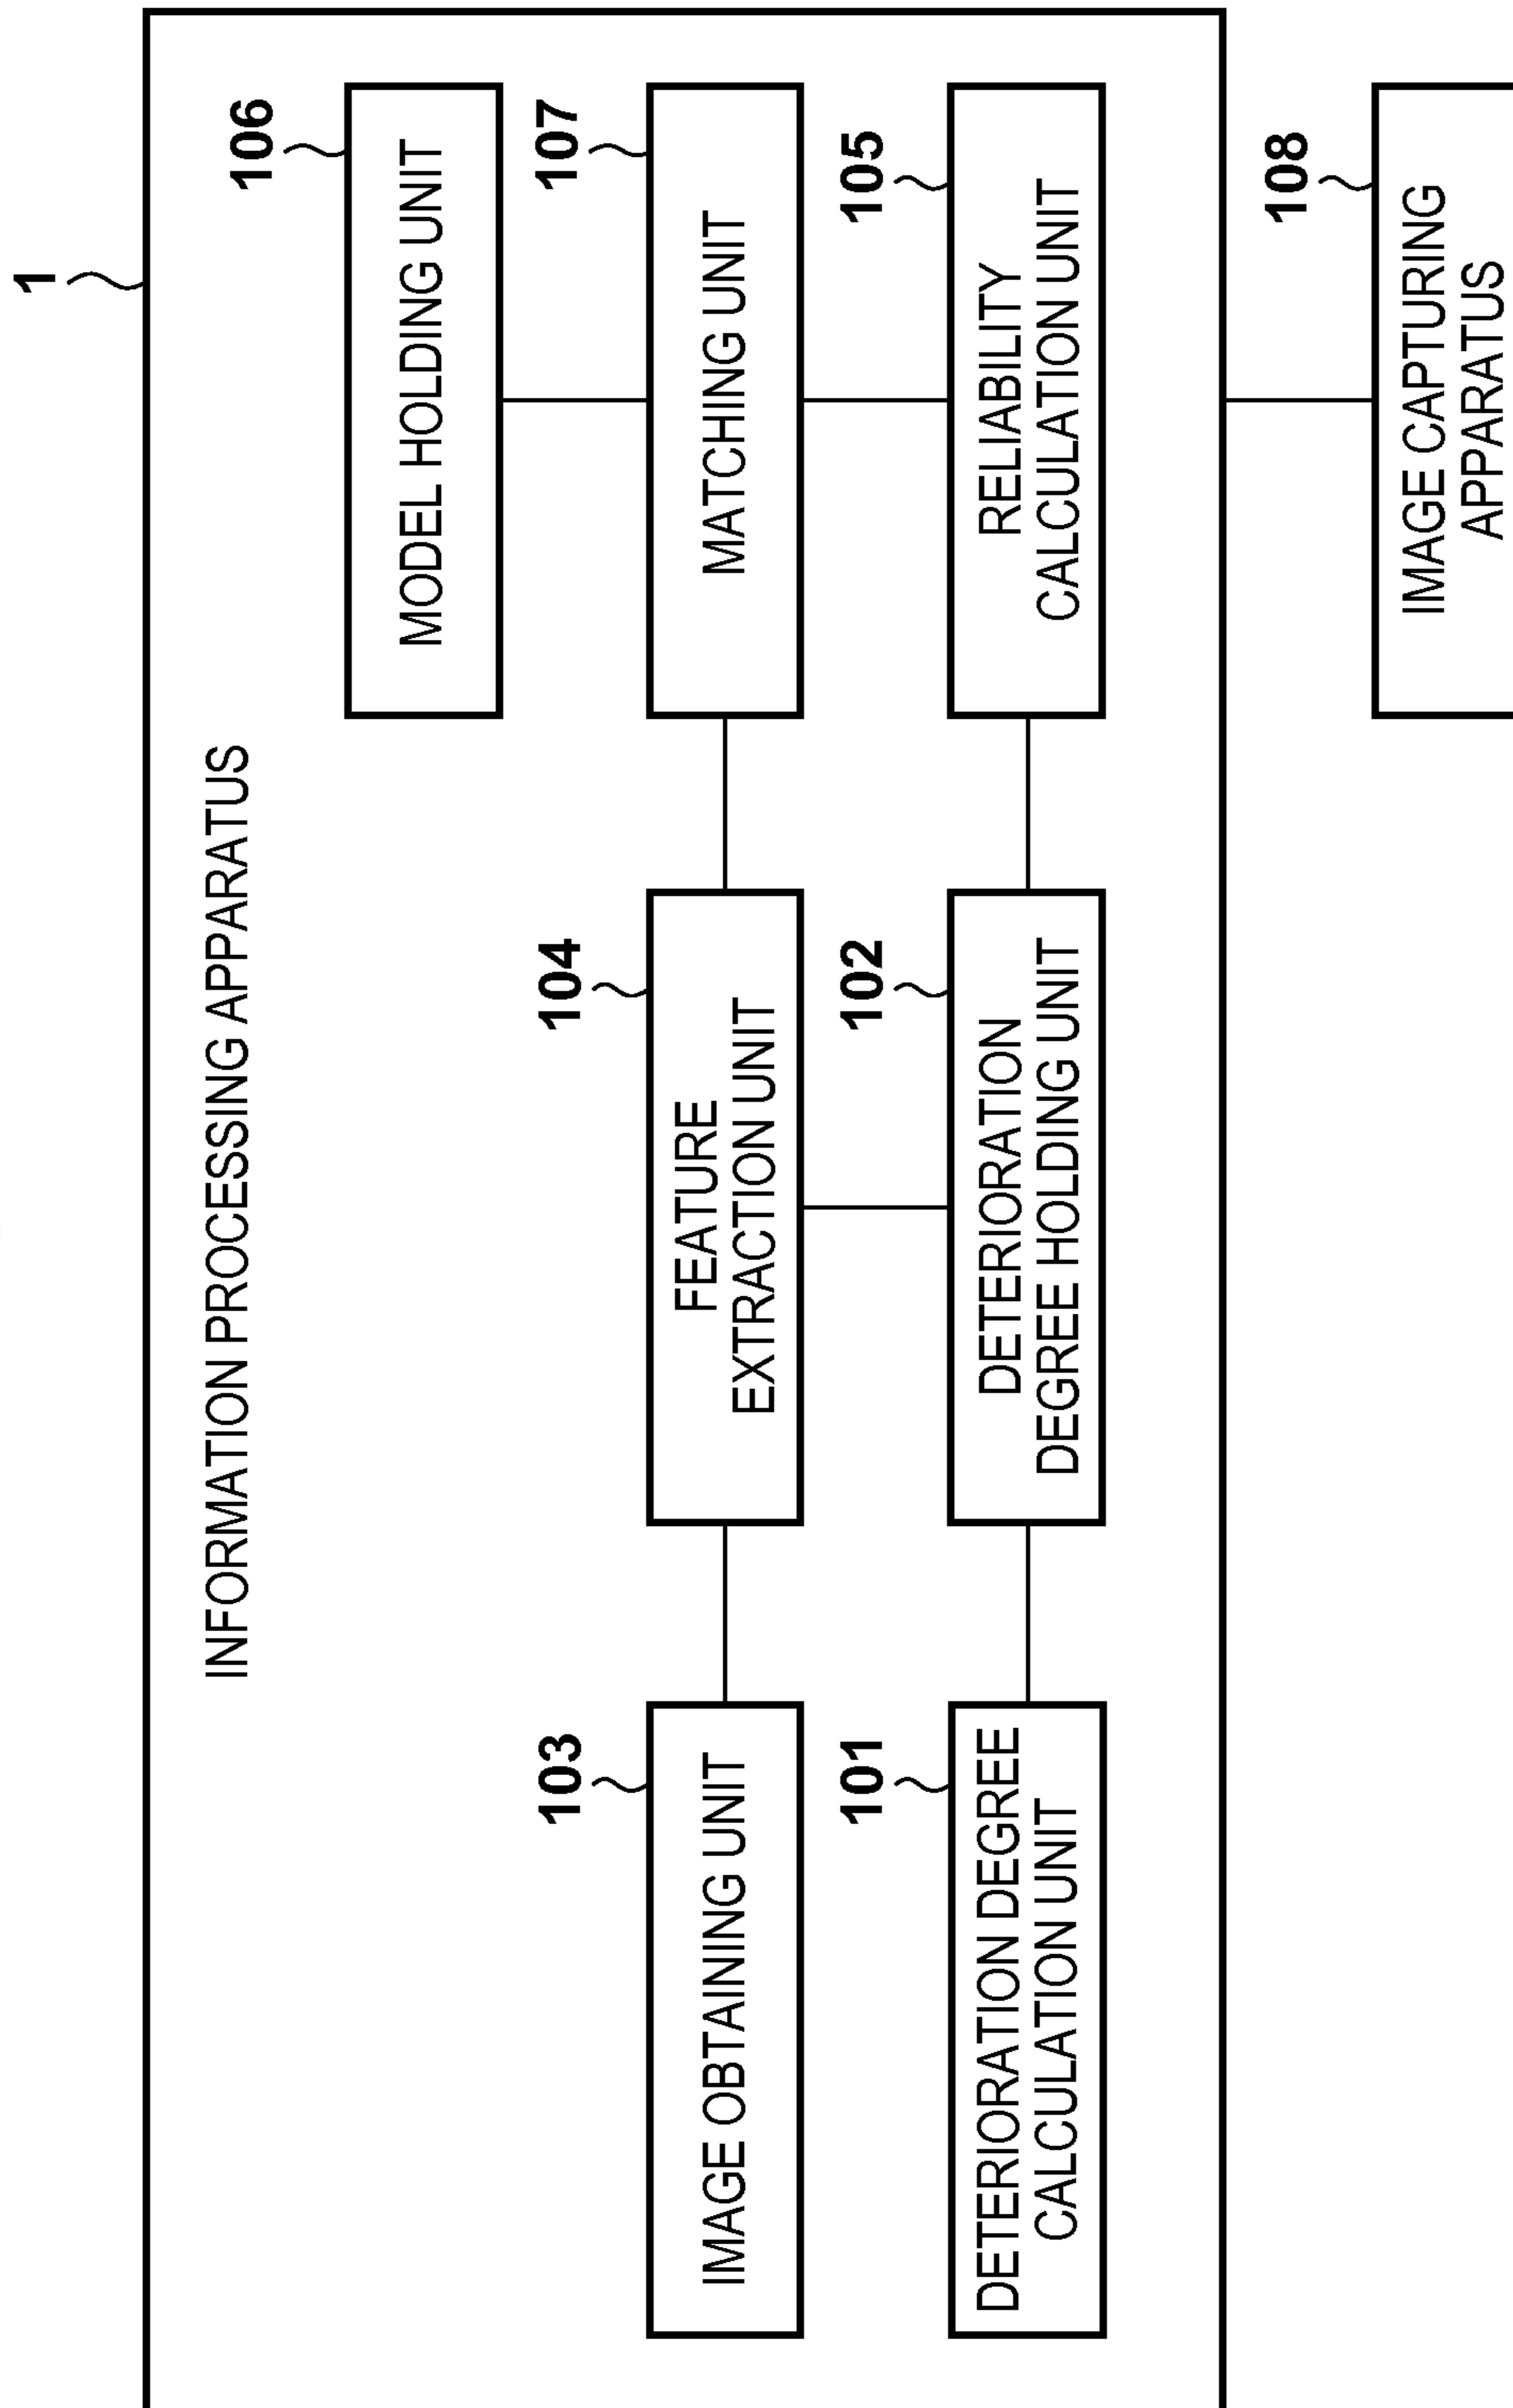 1
INFORMATION PROCESSING APPARATUS
106
MODEL HOLDING UNIT
103
104
107
IMAGE OBTAINING UNIT
FEATURE
EXTRACTION UNIT
MATCHING UNIT
101
102
105
DETERIORATION DEGREE
CALCULATION UNIT
DETERIORATION
DEGREE HOLDING UNIT
RELIABILITY
CALCULATION UNIT
108
IMAGE CAPTURING
APPARATUS